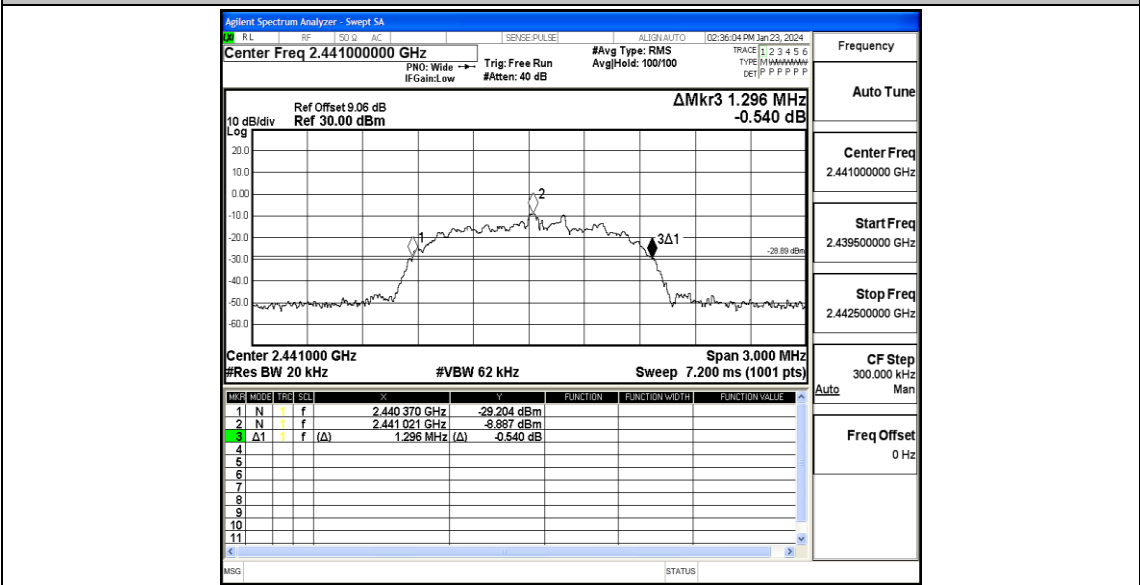 Agilent Spectrum Analyzer - Swept SA
RL RF 50 Ω AC SENSE:PULSE ALIGNAUTO 02:36:04 PM Jan 23, 2024
Center Freq 2.441000000 GHz
PNO: Wide
IFGain:Low
Trig: Free Run
#Atten: 40 dB
#Avg Type: RMS
Avg|Hold: 100/100
TRACE 1 2 3 4 5 6
TYPE MWWWWW
DET P P P P P P
Frequency
Auto Tune
Center Freq
2.441000000 GHz
Start Freq
2.439500000 GHz
Stop Freq
2.442500000 GHz
CF Step
300.000 kHz
Auto Man
Freq Offset
0 Hz
ΔMkr3 1.296 MHz
-0.540 dB
Ref Offset 9.06 dB
10 dB/div Ref 30.00 dBm
Log
20.0
10.0
0.00
-10.0
-20.0
-30.0
-40.0
-50.0
-60.0
1
2
3Δ1
-28.89 dBm
Center 2.441000 GHz Span 3.000 MHz
#Res BW 20 kHz #VBW 62 kHz Sweep 7.200 ms (1001 pts)
MKR MODE TRC SCL X Y FUNCTION FUNCTION WIDTH FUNCTION VALUE
1 N 1 f 2.440 370 GHz -29.204 dBm
2 N 1 f 2.441 021 GHz -8.887 dBm
3 Δ1 1 f (Δ) 1.296 MHz (Δ) -0.540 dB
4
5
6
7
8
9
10
11
MSG STATUS